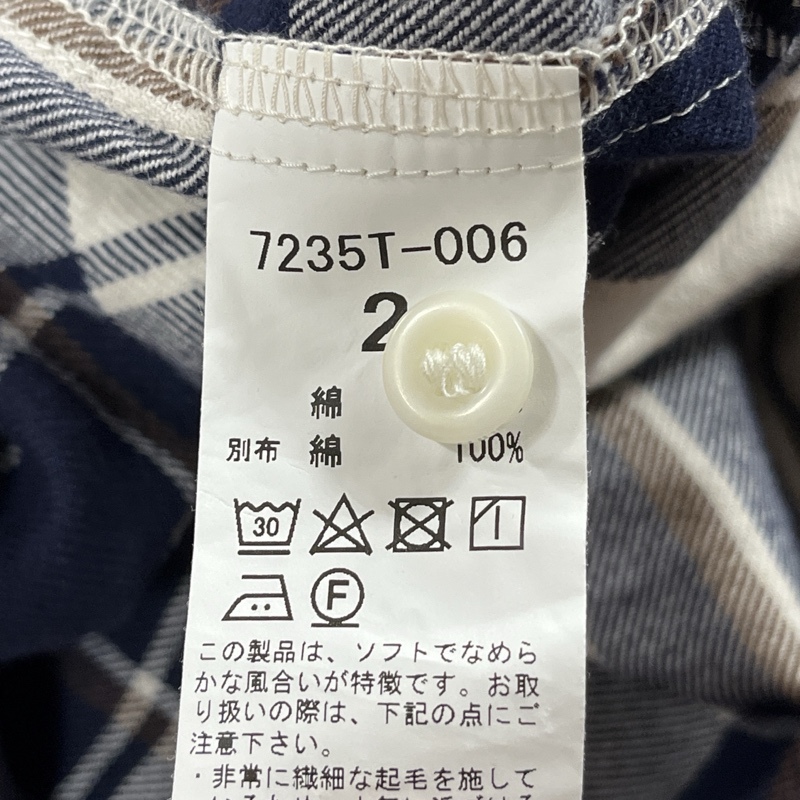 7235T-006
2
綿
別布 綿 100%
30
F
この製品は、ソフトでなめら
かな風合いが特徴です。お取
り扱いの際は、下記の点にご
注意下さい。
・非常に繊細な起毛を施して